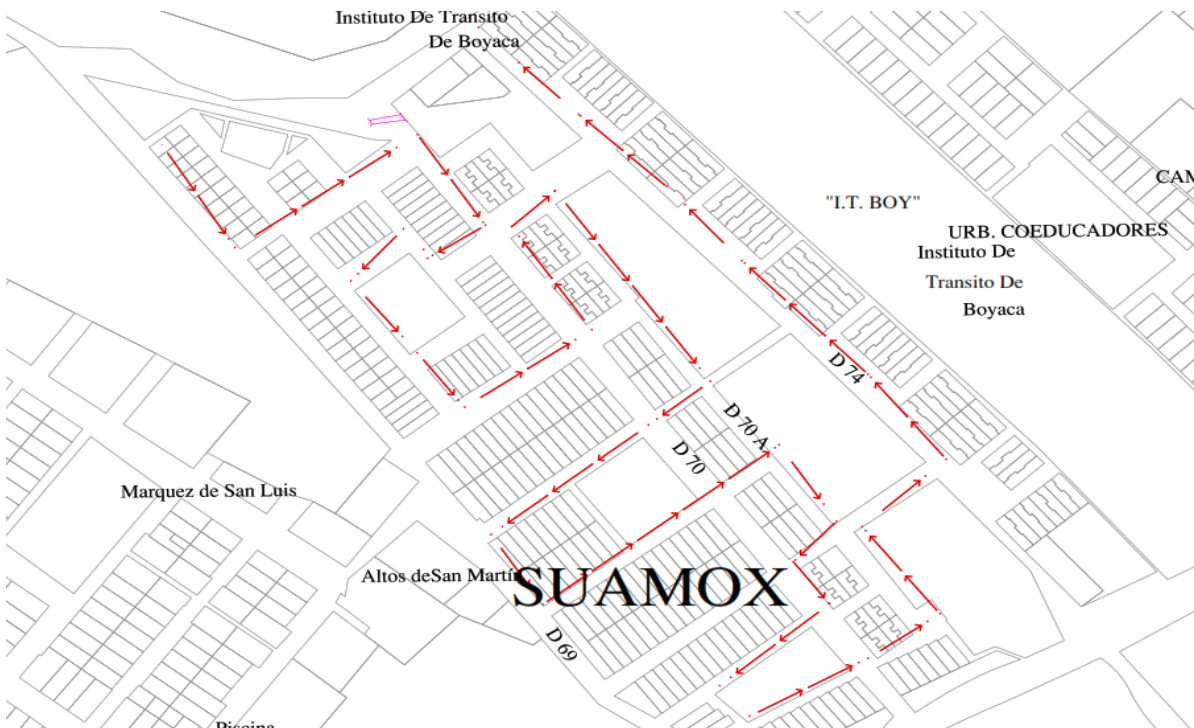 Instituto De Transito
De Boyaca
CAM
"I.T. BOY"
URB. COEDUCADORES
Instituto De
Transito De
Boyaca
D 74
D 70 A
D 70
Marquez de San Luis
Altos deSan Martín
SUAMOX
D 69
Piscina